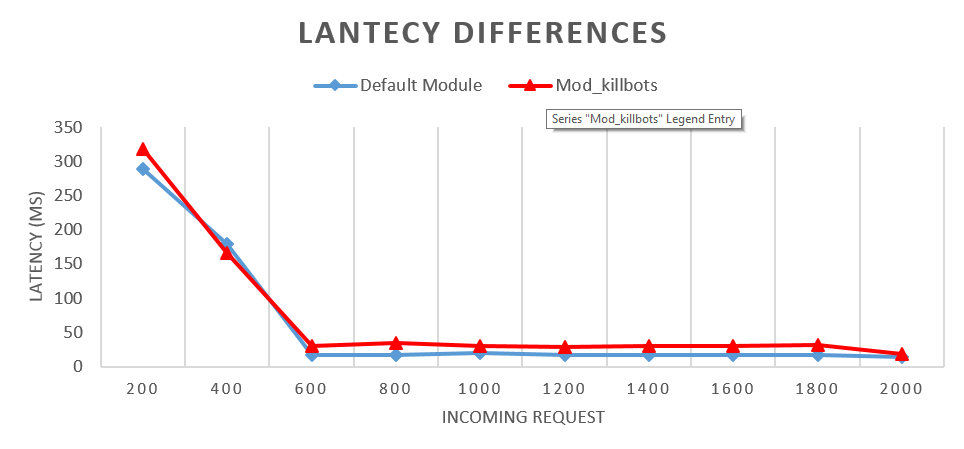 LANTECY DIFFERENCES
Default Module Mod_killbots
Series "Mod_killbots" Legend Entry
350
300
250
200
150
100
50
0
LATENCY (MS)
200 400 600 800 1000 1200 1400 1600 1800 2000
INCOMING REQUEST